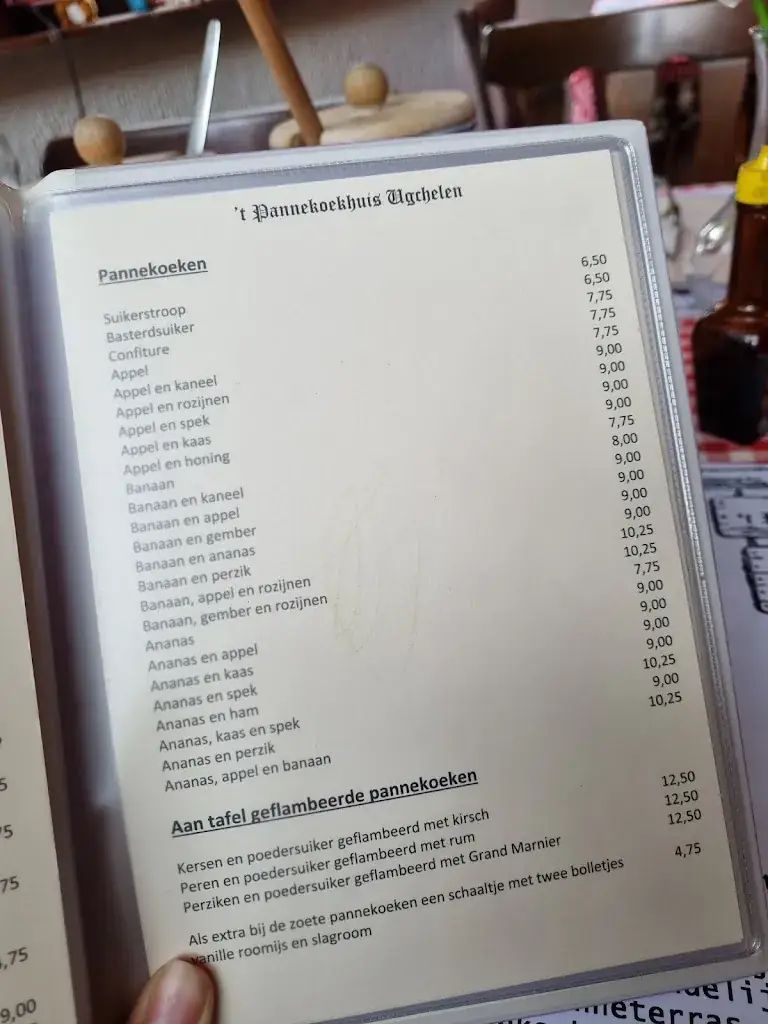 't Pannekoekhuis Ugchelen
Pannekoeken
Suikerstroop 6,50
Basterdsuiker 6,50
Confiture 7,75
Appel 7,75
Appel en kaneel 7,75
Appel en rozijnen 9,00
Appel en spek 9,00
Appel en kaas 9,00
Appel en honing 9,00
Banaan 7,75
Banaan en kaneel 8,00
Banaan en appel 9,00
Banaan en gember 9,00
Banaan en ananas 9,00
Banaan en perzik 9,00
Banaan, appel en rozijnen 10,25
Banaan, gember en rozijnen 10,25
Ananas 7,75
Ananas en appel 9,00
Ananas en kaas 9,00
Ananas en spek 9,00
Ananas en ham 9,00
Ananas, kaas en spek 10,25
Ananas en perzik 9,00
Ananas, appel en banaan 10,25
Aan tafel geflambeerde pannekoeken
Kersen en poedersuiker geflambeerd met kirsch 12,50
Peren en poedersuiker geflambeerd met rum 12,50
Perziken en poedersuiker geflambeerd met Grand Marnier 12,50
Als extra bij de zoete pannekoeken een schaaltje met twee bolletjes 4,75
vanille roomijs en slagroom
9,00